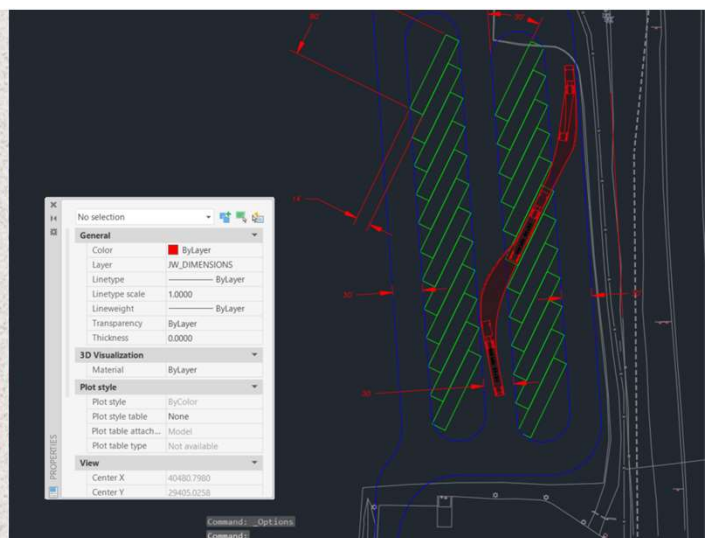 No selection
General
Color ByLayer
Layer JW_DIMENSIONS
Linetype ByLayer
Linetype scale 1.0000
Lineweight ByLayer
Transparency ByLayer
Thickness 0.0000
3D Visualization
Material ByLayer
Plot style
Plot style ByColor
Plot style table None
Plot table attach... Model
Plot table type Not available
View
Center X 40480.7980
Center Y 29405.0258
PROPERTIES
Command: _Options
Command: